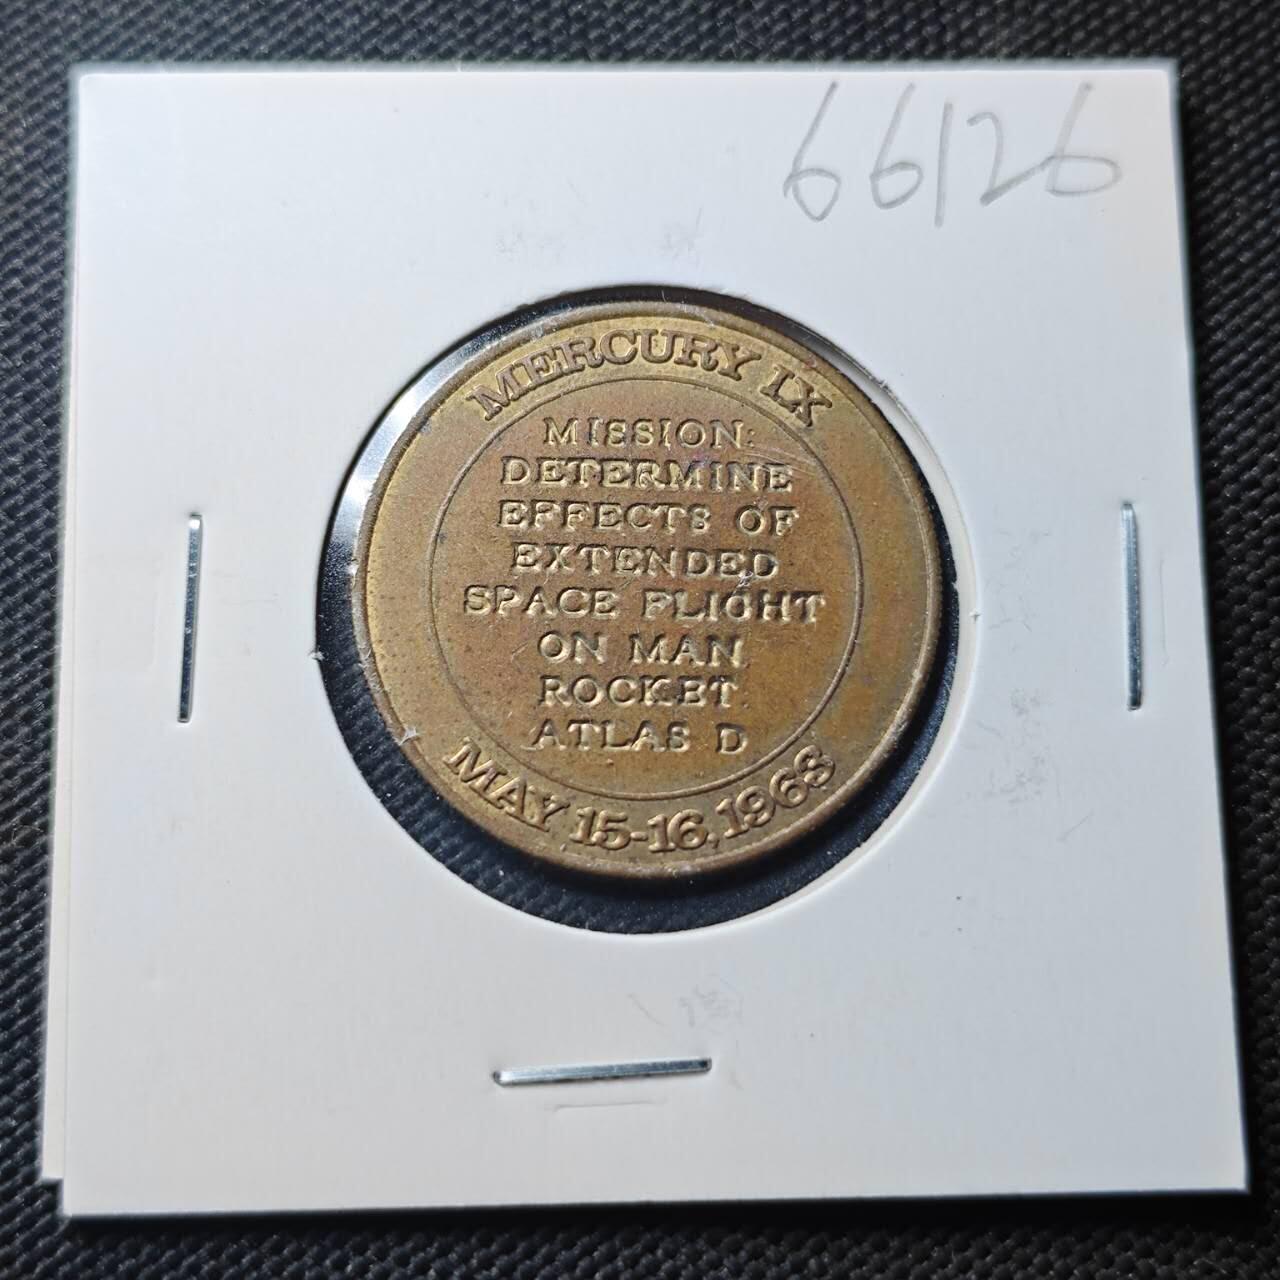 66126
MERCURY IX
MISSION:
DETERMINE
EFFECTS OF
EXTENDED
SPACE FLIGHT
ON MAN
ROCKET
ATLAS D
MAY 15-16, 1963